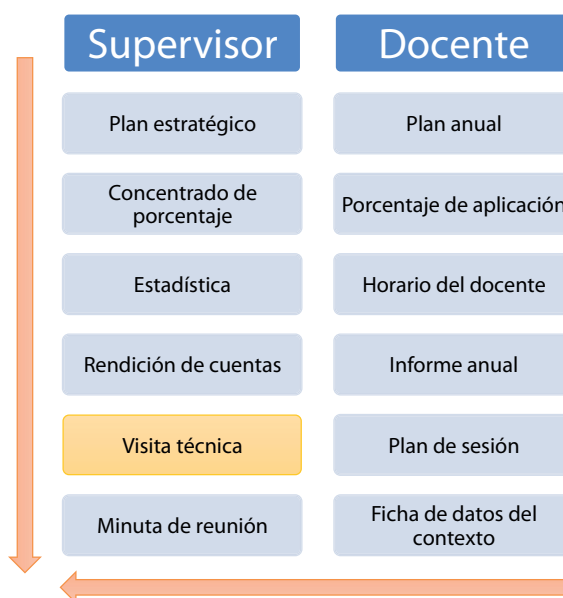 Supervisor
Docente
Plan estratégico
Plan anual
Concentrado de
porcentaje
Porcentaje de aplicación
Estadística
Horario del docente
Rendición de cuentas
Informe anual
Visita técnica
Plan de sesión
Minuta de reunión
Ficha de datos del
contexto